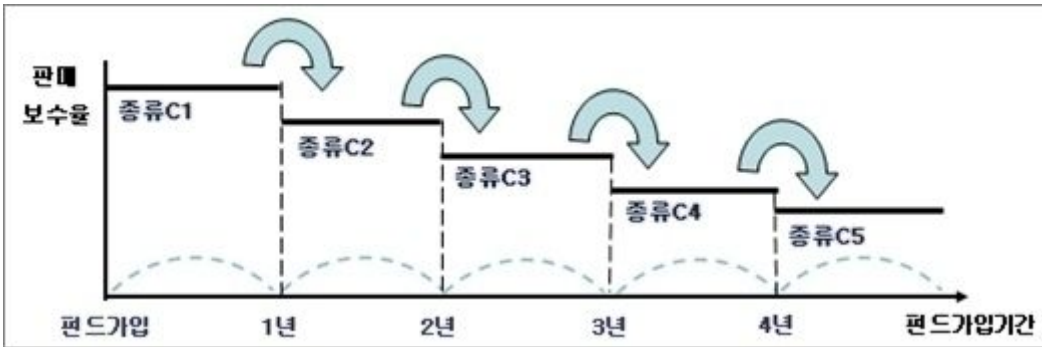 판매
보수율
종류C1
종류C2
종류C3
종류C4
종류C5
펀드가입
1년
2년
3년
4년
펀드가입기간